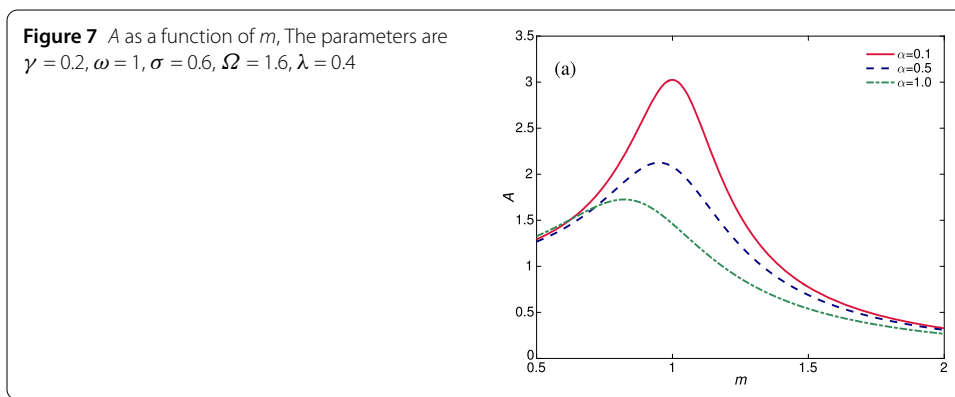 Figure 7 A as a function of m, The parameters are
γ = 0.2, ω = 1, σ = 0.6, Ω = 1.6, λ = 0.4
(a)
α=0.1
α=0.5
α=1.0
3.5
3
2.5
2
1.5
1
0.5
0
A
0.5 1 1.5 2
m